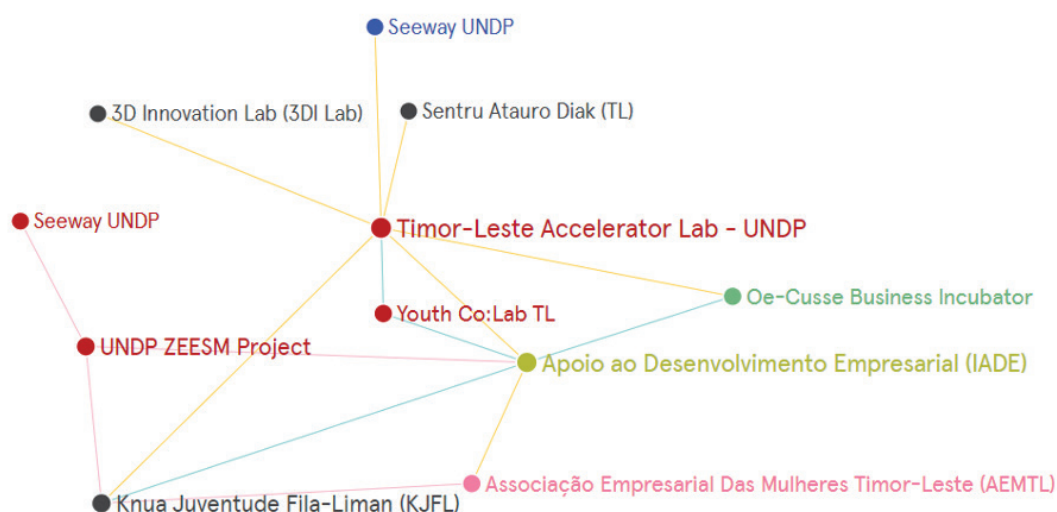 Seeway UNDP
3D Innovation Lab (3DI Lab)
Sentru Atauro Diak (TL)
Seeway UNDP
Timor-Leste Accelerator Lab - UNDP
Oe-Cusse Business Incubator
Youth Co:Lab TL
UNDP ZEESM Project
Apoio ao Desenvolvimento Empresarial (IADE)
Associação Empresarial Das Mulheres Timor-Leste (AEMTL)
Knua Juventude Fila-Liman (KJFL)